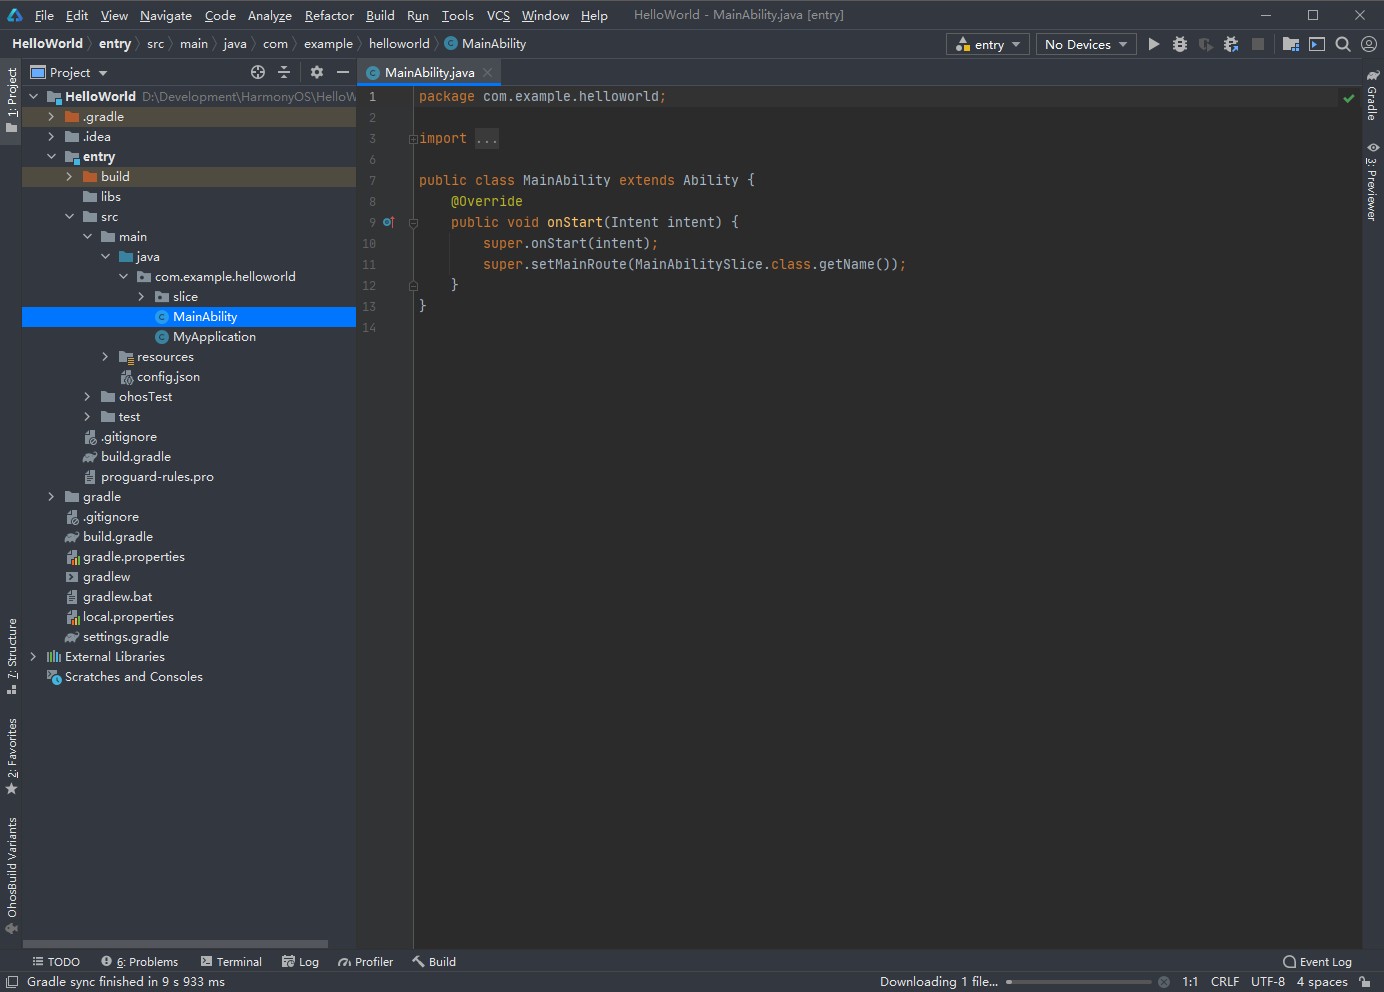 File Edit View Navigate Code Analyze Refactor Build Run Tools VCS Window Help HelloWorld - MainAbility.java [entry]
HelloWorld entry src main java com example helloworld MainAbility entry No Devices
1: Project
Project
MainAbility.java
HelloWorld D:\Development\HarmonyOS\HelloW
.gradle
.idea
entry
build
libs
src
main
java
com.example.helloworld
slice
MainAbility
MyApplication
resources
config.json
ohosTest
test
.gitignore
build.gradle
proguard-rules.pro
gradle
.gitignore
build.gradle
gradle.properties
gradlew
gradlew.bat
local.properties
settings.gradle
External Libraries
Scratches and Consoles
7: Structure
2: Favorites
OhosBuild Variants
1 package com.example.helloworld;
2
3 import ...
6
7 public class MainAbility extends Ability {
8 @Override
9 public void onStart(Intent intent) {
10 super.onStart(intent);
11 super.setMainRoute(MainAbilitySlice.class.getName());
12 }
13 }
14
Gradle
3: Previewer
TODO 6: Problems Terminal Log Profiler Build Event Log
Gradle sync finished in 9 s 933 ms Downloading 1 file... 1:1 CRLF UTF-8 4 spaces